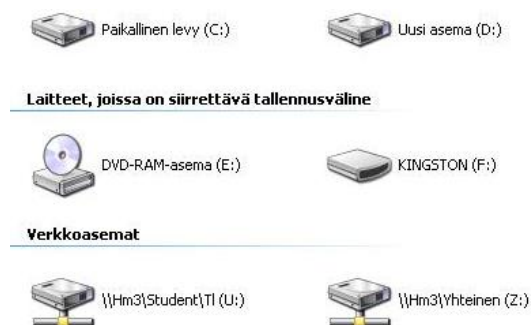 Paikallinen levy (C:)
Uusi asema (D:)
Laitteet, joissa on siirrettävä tallennusväline
DVD-RAM-asema (E:)
KINGSTON (F:)
Verkkoasemat
\\Hm3\Student\Tl (U:)
\\Hm3\Yhteinen (Z:)